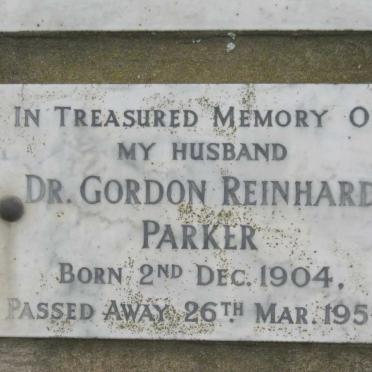 IN TREASURED MEMORY O
MY HUSBAND
DR. GORDON REINHARD
PARKER
BORN 2ND DEC. 1904,
PASSED AWAY 26TH MAR. 195